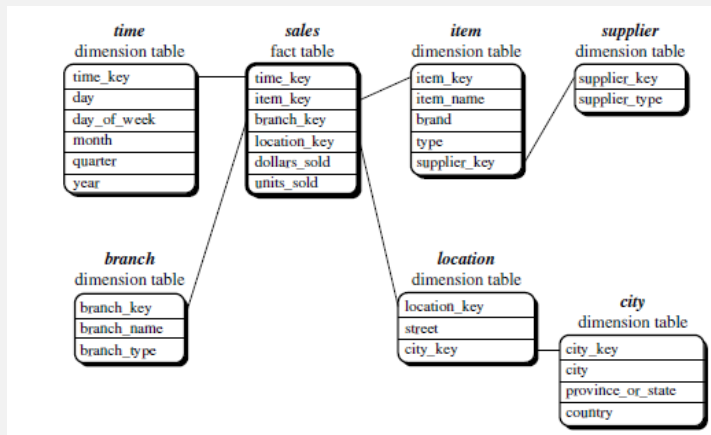 time
dimension table
time_key
day
day_of_week
month
quarter
year
sales
fact table
time_key
item_key
branch_key
location_key
dollars_sold
units_sold
item
dimension table
item_key
item_name
brand
type
supplier_key
supplier
dimension table
supplier_key
supplier_type
branch
dimension table
branch_key
branch_name
branch_type
location
dimension table
location_key
street
city_key
city
dimension table
city_key
city
province_or_state
country